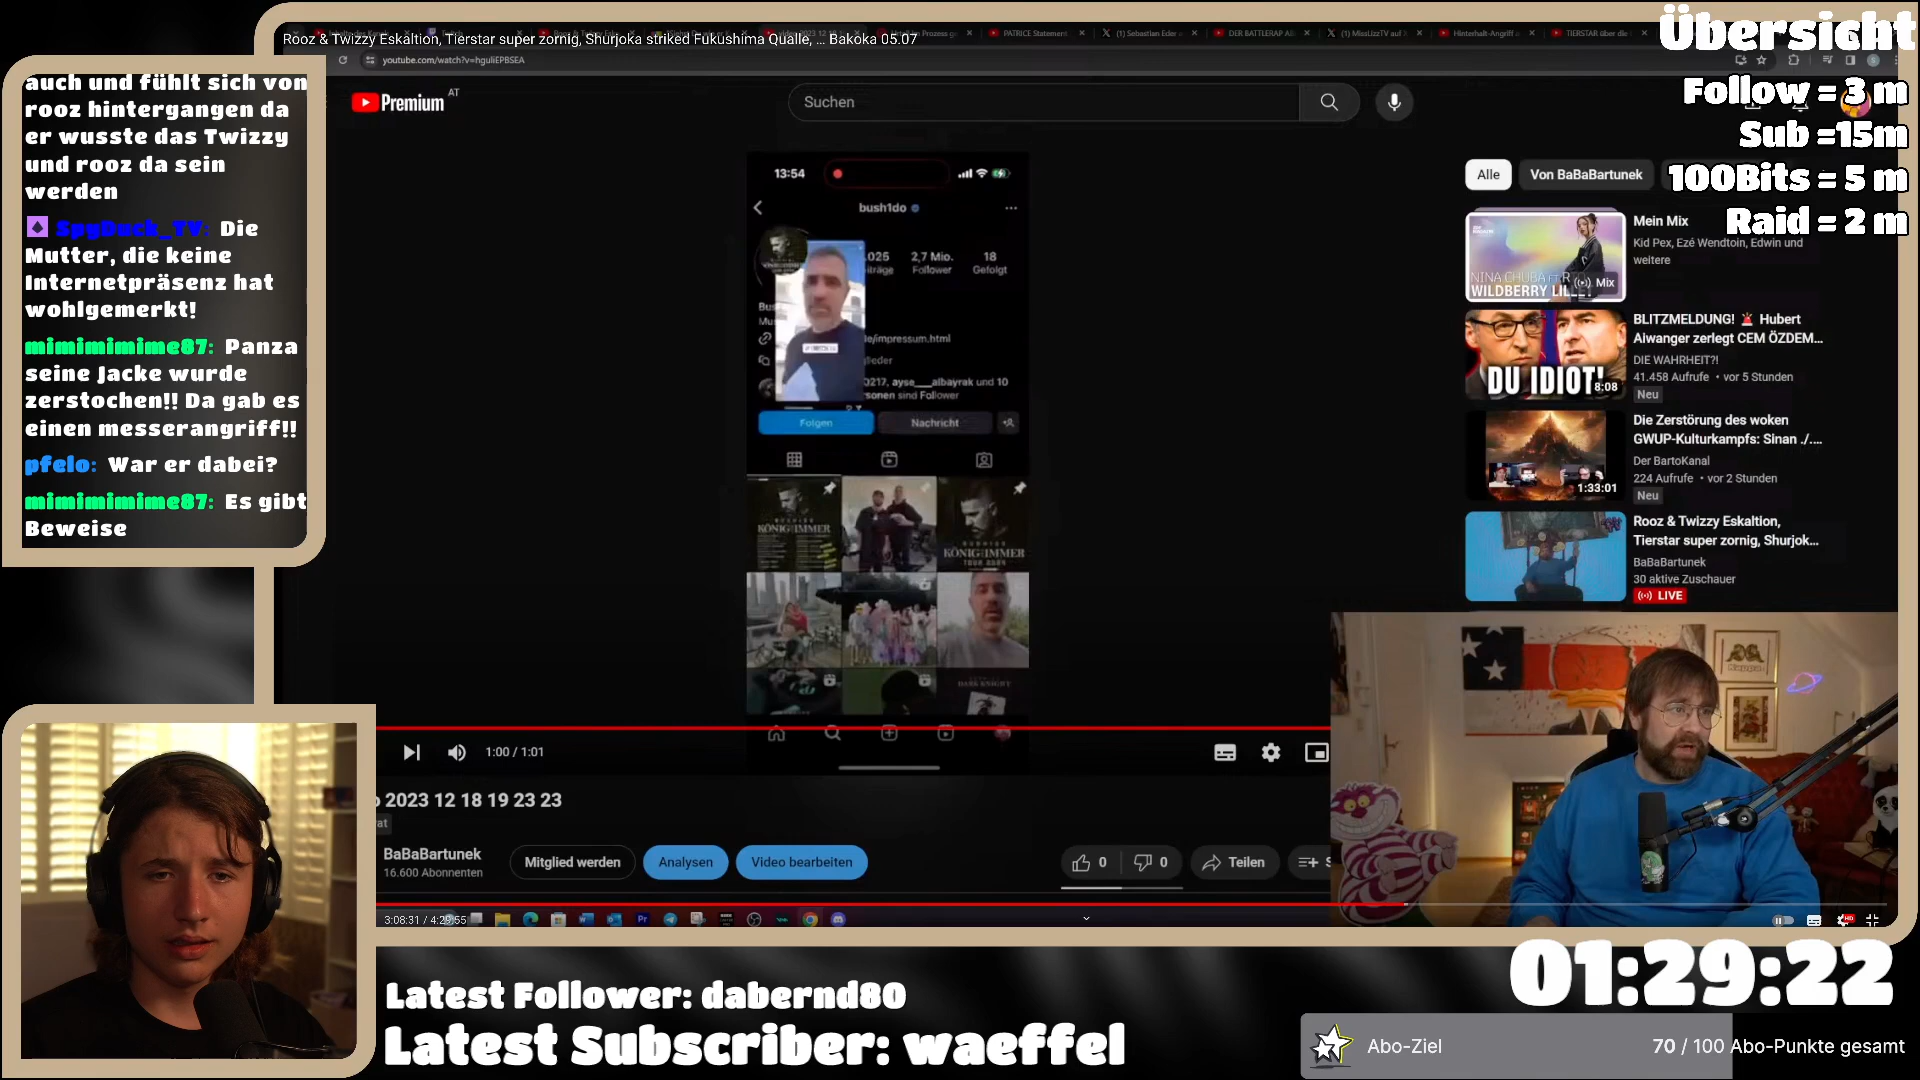 Rooz & Twizzy Eskaltion, Tierstar super zornig, Shurjoka striked Fukushima Qualle, ... Bakoka 05.07
Übersicht
Follow = 3 m
Sub =15m
100Bits = 5 m
Raid = 2 m
youtube.com/watch?v=hguliEPBSEA
Premium AT
Suchen
auch und fühlt sich von
rooz hintergangen da
er wusste das Twizzy
und rooz da sein
werden
SpyDuck_TV: Die
Mutter, die keine
Internetpräsenz hat
wohlgemerkt!
mimimimime87: Panza
seine Jacke wurde
zerstochen!! Da gab es
einen messerangriff!!
pfelo: War er dabei?
mimimimime87: Es gibt
Beweise
13:54
bush1do
2,7 Mio.
18
Follower
Gefolgt
Folgen
Nachricht
Alle
Von BaBaBartunek
Mein Mix
Kid Pex, Ezé Wendtoin, Edwin und
weitere
NINA CHUBA
WILDBERRY
Mix
BLITZMELDUNG! 🚨 Hubert
Aiwanger zerlegt CEM ÖZDEM...
DIE WAHRHEIT?!
41.458 Aufrufe • vor 5 Stunden
Neu
DU IDIOT!
8:08
Die Zerstörung des woken
GWUP-Kulturkampfs: Sinan ./....
Der BartoKanal
224 Aufrufe • vor 2 Stunden
Neu
1:33:01
Rooz & Twizzy Eskaltion,
Tierstar super zornig, Shurjok...
BaBaBartunek
30 aktive Zuschauer
LIVE
1:00 / 1:01
2023 12 18 19 23 23
BaBaBartunek
16.600 Abonnenten
Mitglied werden
Analysen
Video bearbeiten
0
0
Teilen
3:08:31 / 4:29:55
Latest Follower: dabernd80
Latest Subscriber: waeffel
01:29:22
Abo-Ziel
70 / 100 Abo-Punkte gesamt